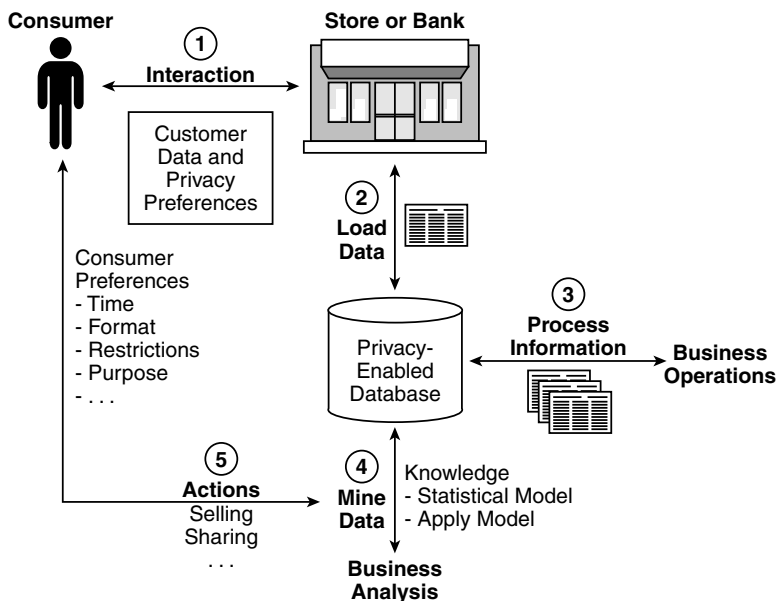 Consumer
Store or Bank
1
Interaction
Customer
Data and
Privacy
Preferences
2
Load
Data
Consumer
Preferences
- Time
- Format
- Restrictions
- Purpose
- . . .
Privacy-
Enabled
Database
3
Process
Information
Business
Operations
5
Actions
Selling
Sharing
. . .
4
Mine
Data
Knowledge
- Statistical Model
- Apply Model
Business
Analysis